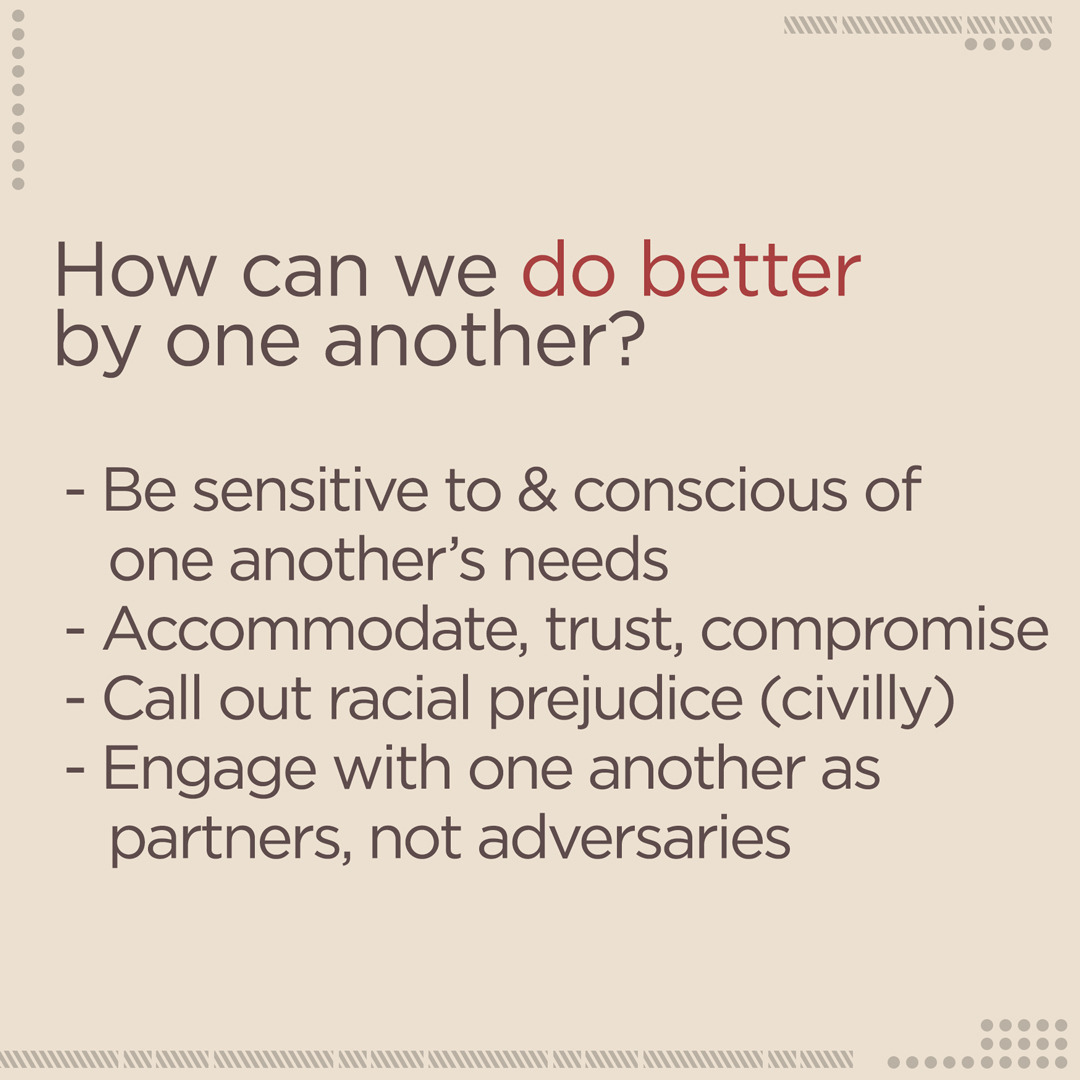 How can we do better
by one another?
- Be sensitive to & conscious of
one another’s needs
- Accommodate, trust, compromise
- Call out racial prejudice (civilly)
- Engage with one another as
partners, not adversaries